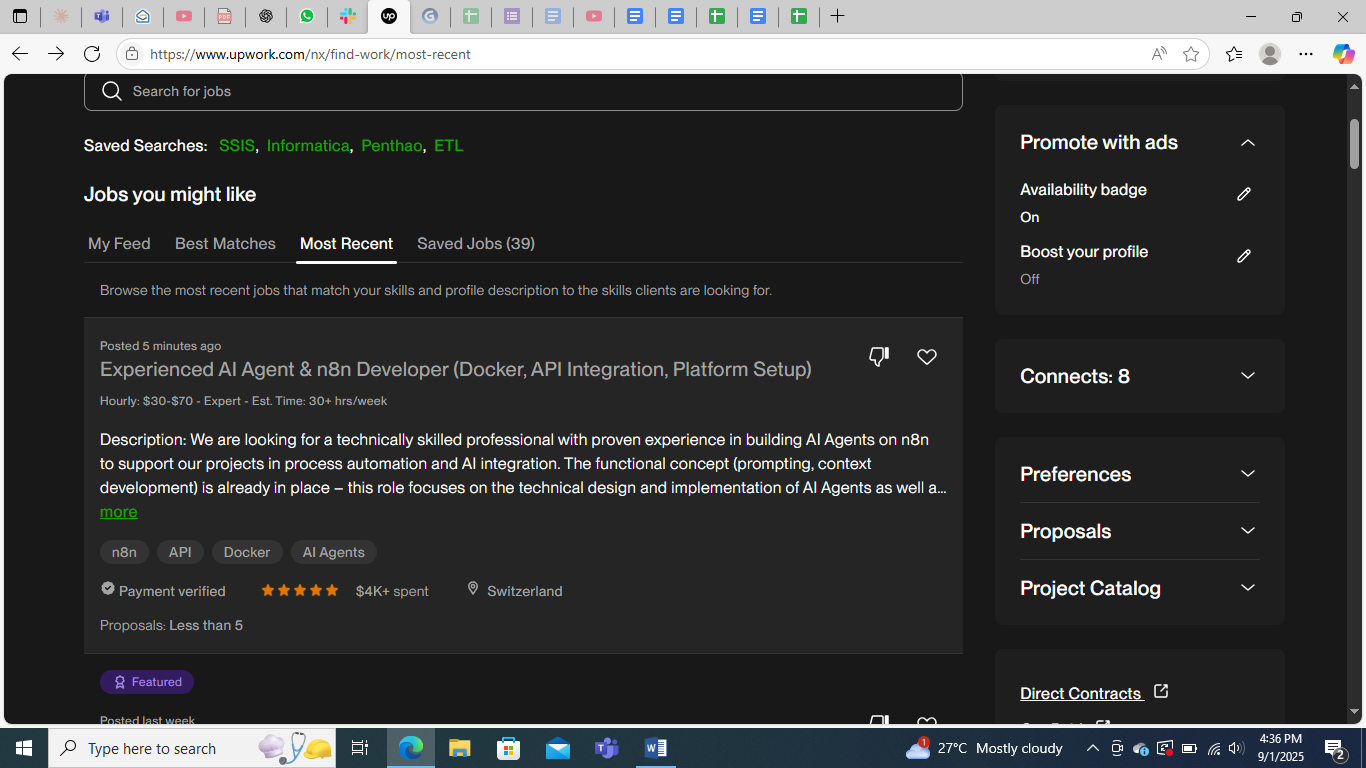 https://www.upwork.com/nx/find-work/most-recent
Search for jobs
Saved Searches: SSIS, Informatica, Penthao, ETL
Jobs you might like
My Feed Best Matches Most Recent Saved Jobs (39)
Browse the most recent jobs that match your skills and profile description to the skills clients are looking for.
Posted 5 minutes ago
Experienced AI Agent & n8n Developer (Docker, API Integration, Platform Setup)
Hourly: $30-$70 - Expert - Est. Time: 30+ hrs/week
Description: We are looking for a technically skilled professional with proven experience in building AI Agents on n8n
to support our projects in process automation and AI integration. The functional concept (prompting, context
development) is already in place – this role focuses on the technical design and implementation of AI Agents as well a...
more
n8n API Docker AI Agents
Payment verified $4K+ spent Switzerland
Proposals: Less than 5
Featured
Posted last week
Promote with ads
Availability badge
On
Boost your profile
Off
Connects: 8
Preferences
Proposals
Project Catalog
Direct Contracts
Type here to search
27°C Mostly cloudy
4:36 PM
9/1/2025
2